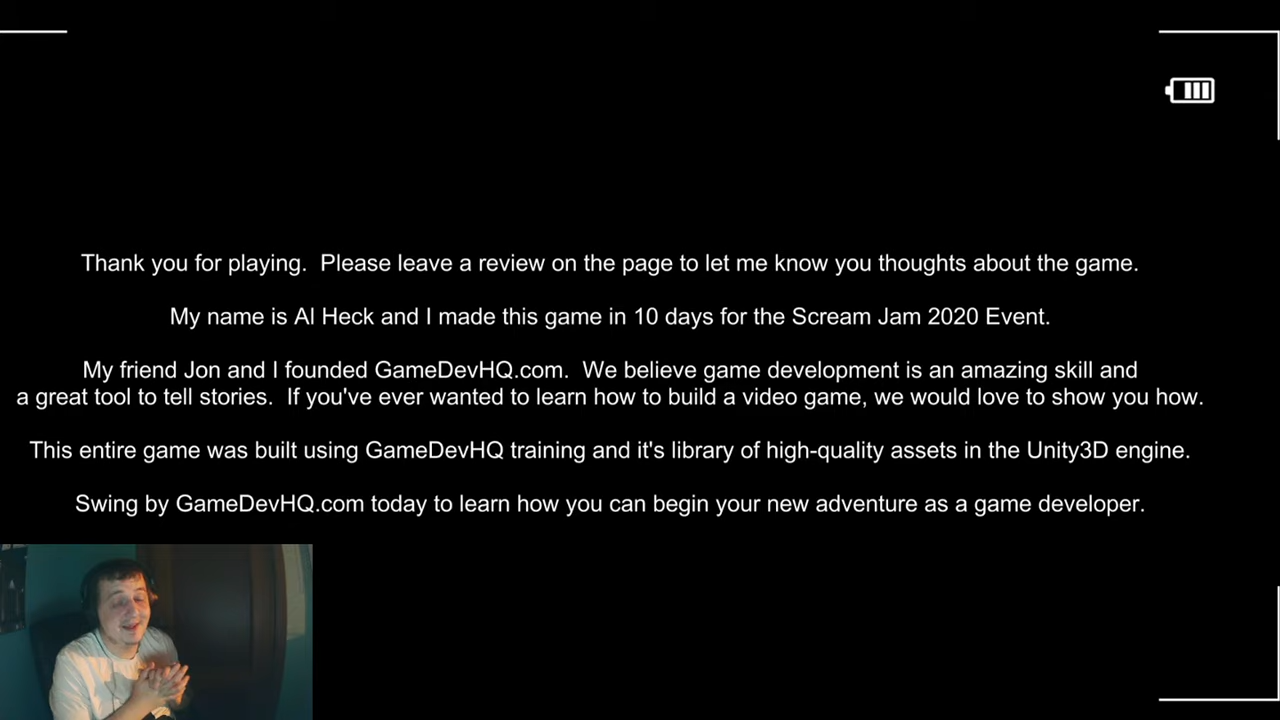 Thank you for playing.  Please leave a review on the page to let me know you thoughts about the game.
My name is Al Heck and I made this game in 10 days for the Scream Jam 2020 Event.
My friend Jon and I founded GameDevHQ.com.  We believe game development is an amazing skill and
a great tool to tell stories.  If you've ever wanted to learn how to build a video game, we would love to show you how.
This entire game was built using GameDevHQ training and it's library of high-quality assets in the Unity3D engine.
Swing by GameDevHQ.com today to learn how you can begin your new adventure as a game developer.